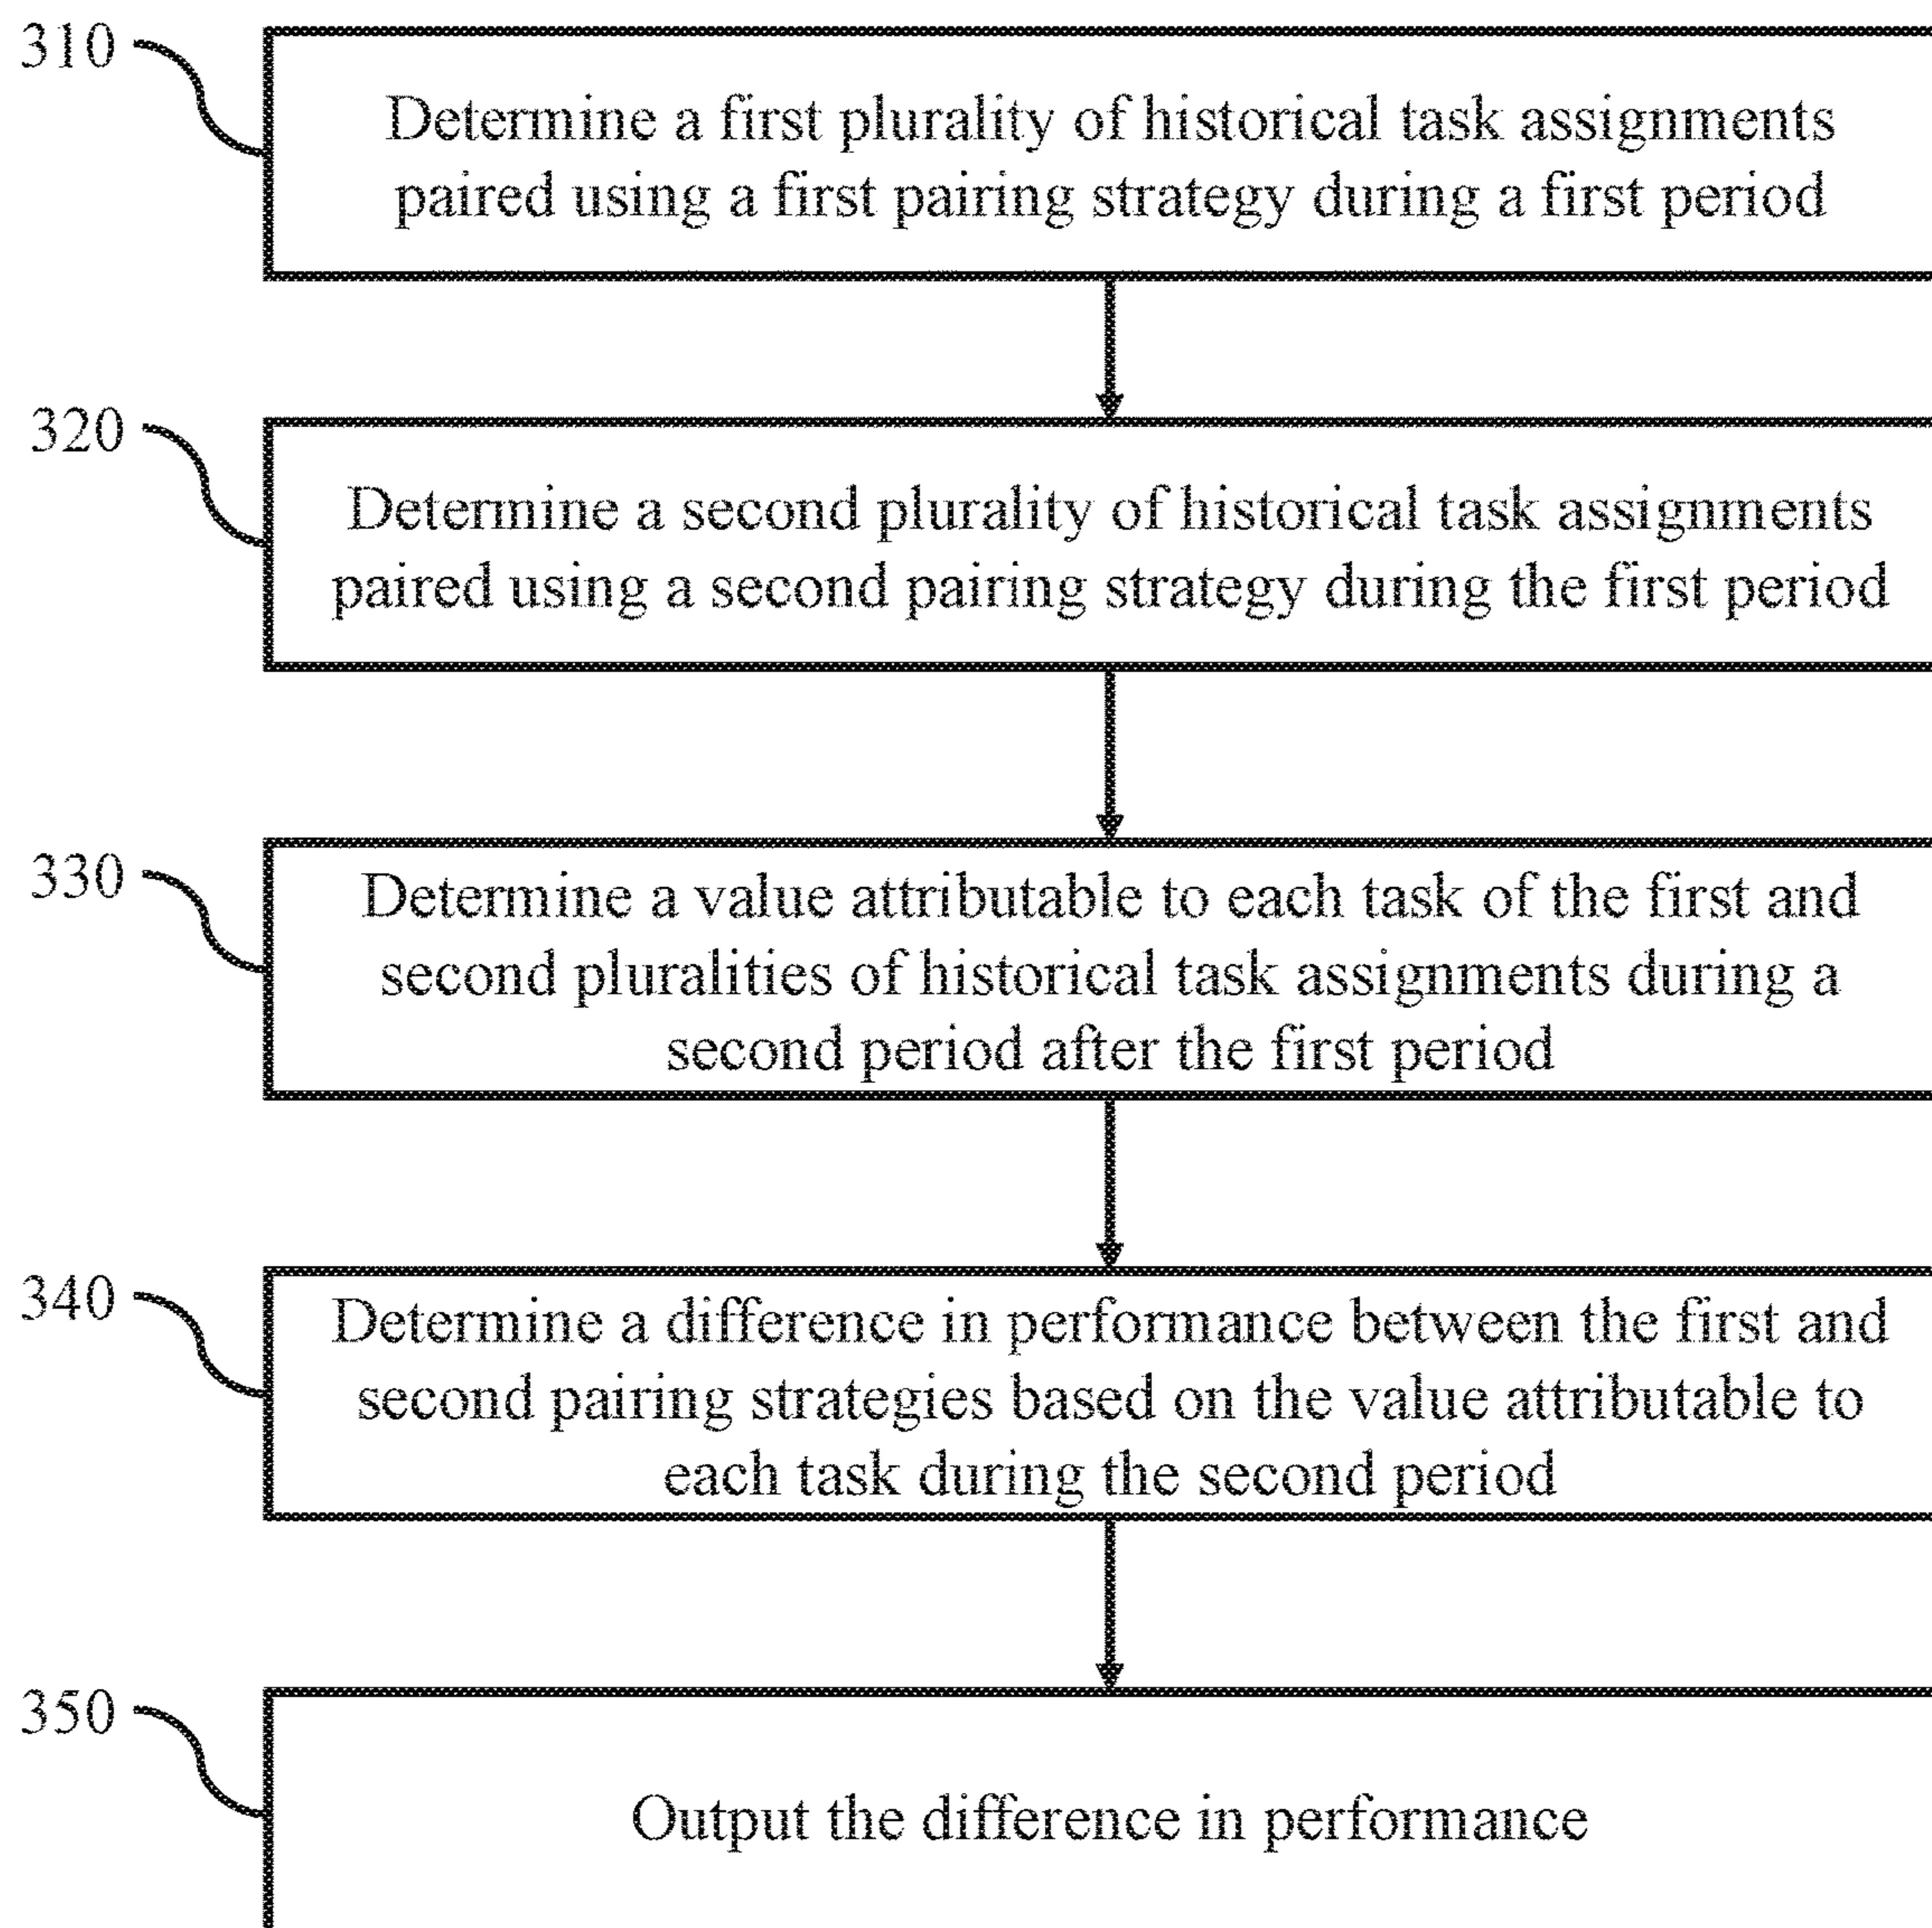 310
Determine a first plurality of historical task assignments
paired using a first pairing strategy during a first period
320
Determine a second plurality of historical task assignments
paired using a second pairing strategy during the first period
330
Determine a value attributable to each task of the first and
second pluralities of historical task assignments during a
second period after the first period
340
Determine a difference in performance between the first and
second pairing strategies based on the value attributable to
each task during the second period
350
Output the difference in performance